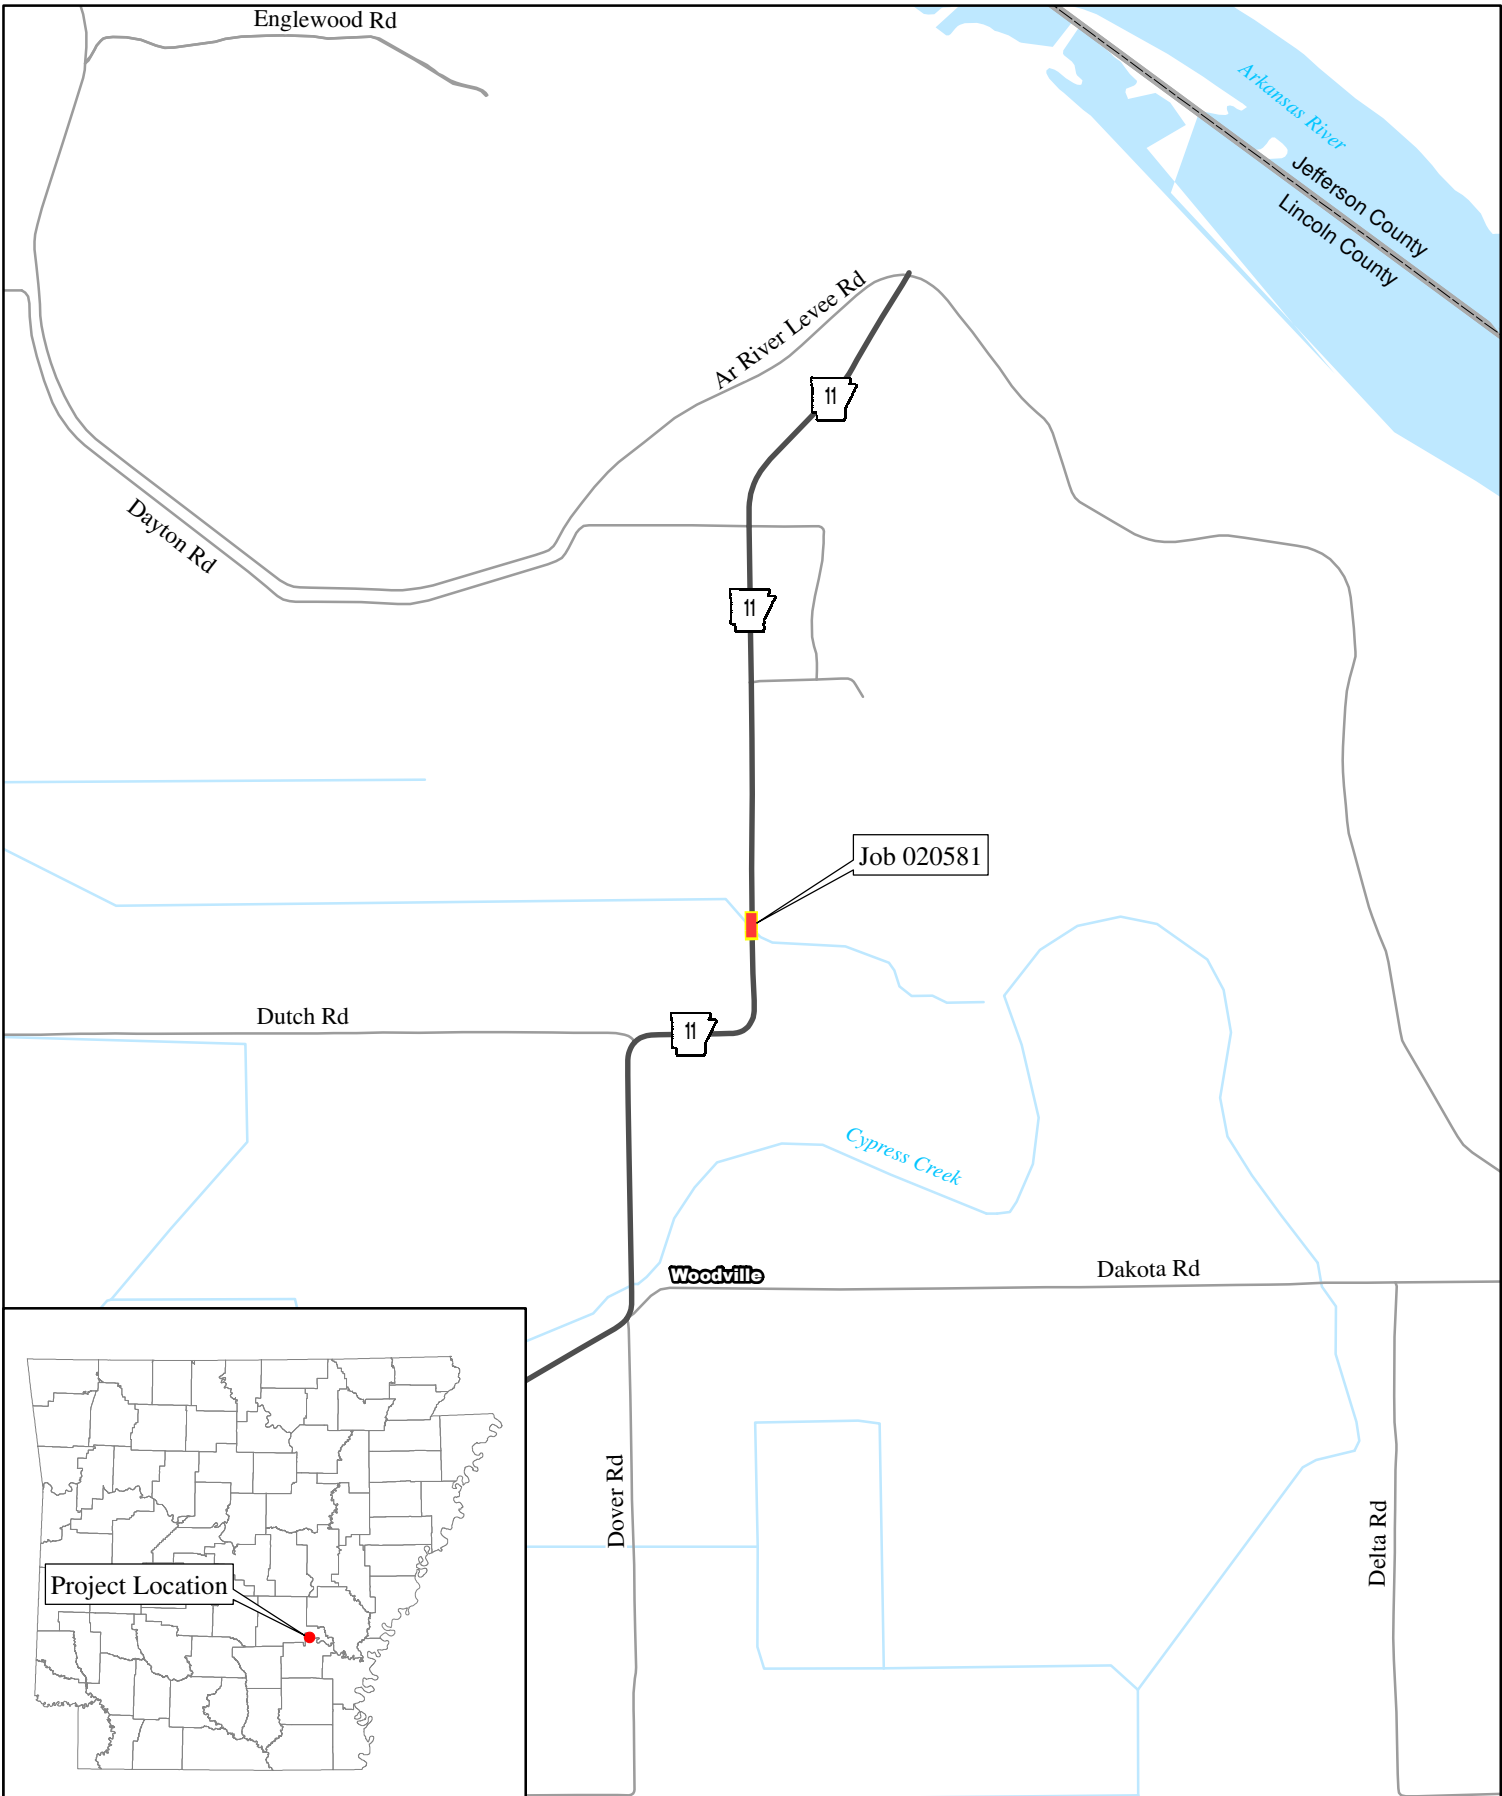 Englewood Rd
Arkansas River
Jefferson County
Lincoln County
Ar River Levee Rd
11
Dayton Rd
11
Job 020581
Dutch Rd
11
Cypress Creek
Woodville
Dakota Rd
Dover Rd
Delta Rd
Project Location